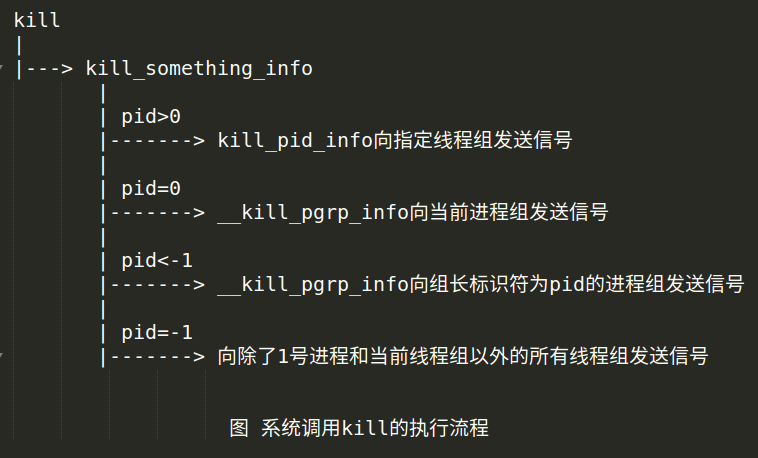 kill
|
|---> kill_something_info
       |
       | pid>0
       |-------> kill_pid_info向指定线程组发送信号
       |
       | pid=0
       |-------> __kill_pgrp_info向当前进程组发送信号
       |
       | pid<-1
       |-------> __kill_pgrp_info向组长标识符为pid的进程组发送信号
       |
       | pid=-1
       |-------> 向除了1号进程和当前线程组以外的所有线程组发送信号
图 系统调用kill的执行流程